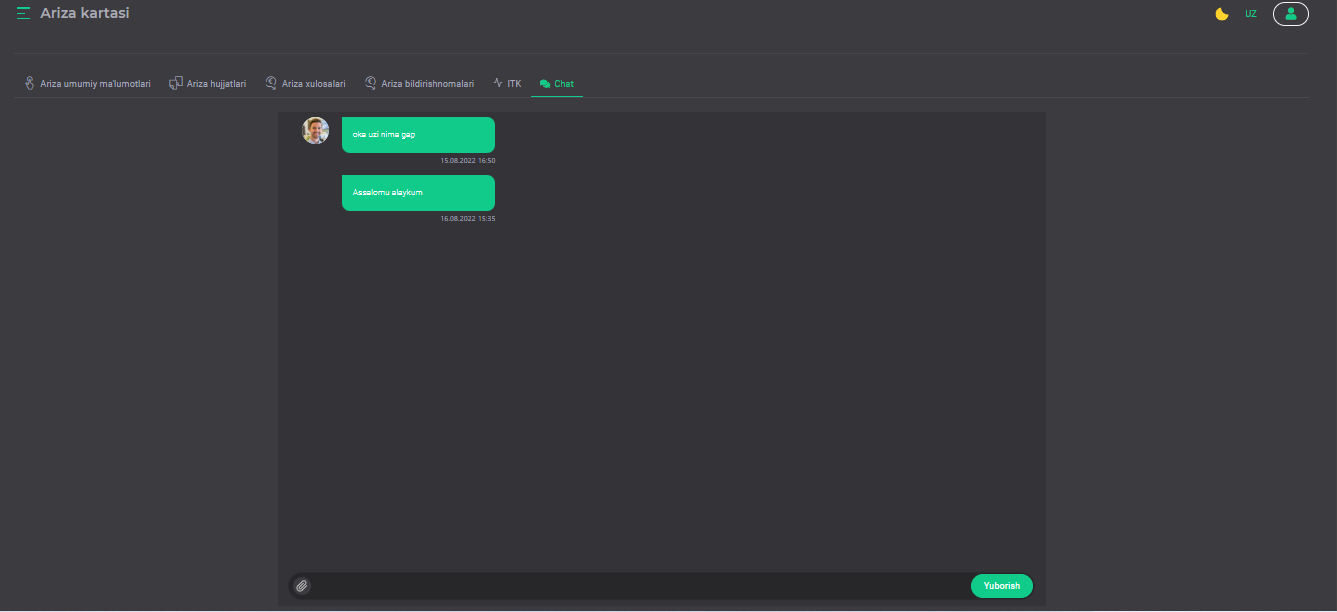 Ariza kartasi
UZ
Ariza umumiy ma'lumotlari Ariza hujjatlari Ariza xulosalari Ariza bildirishnomalari ITK Chat
oka uzi nima gap
15.08.2022 16:50
Assalomu alaykum
16.08.2022 15:35
Yuborish